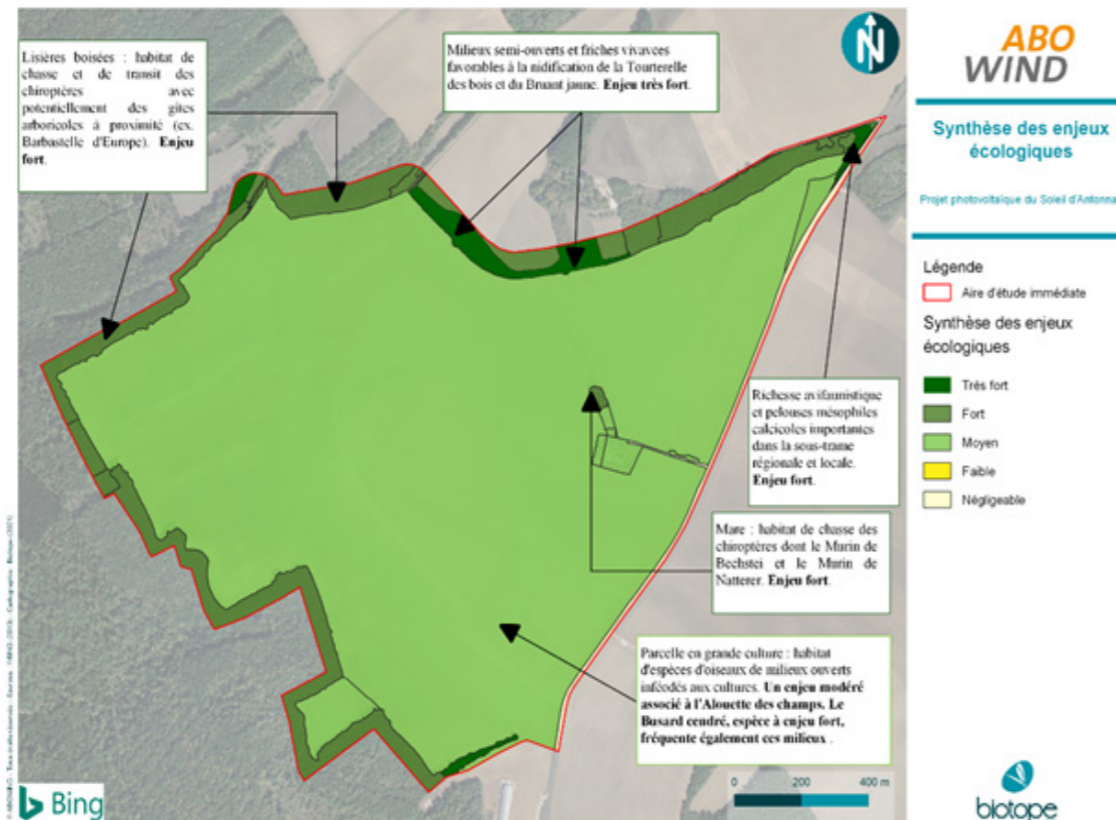 Lisières boisées : habitat de
chasse et de transit des
chiroptères avec
potentiellement des gîtes
arboricoles à proximité (ex.
Barbastelle d'Europe). Enjeu
fort.
Milieux semi-ouverts et friches vivavces
favorables à la nidification de la Tourterelle
des bois et du Bruant jaune. Enjeu très fort.
N
Richesse avifaunistique
et pelouses mésophiles
calcicoles importantes
dans la sous-trame
régionale et locale.
Enjeu fort.
Mare : habitat de chasse des
chiroptères dont le Murin de
Bechstei et le Murin de
Natterer. Enjeu fort.
Parcelle en grande culture : habitat
d'espèces d'oiseaux de milieux ouverts
inféodés aux cultures. Un enjeu modéré
associé à l'Alouette des champs. Le
Busard cendré, espèce à enjeu fort,
fréquente également ces milieux .
0 200 400 m
Bing
ABO
WIND
Synthèse des enjeux
écologiques
Projet photovoltaïque du Soleil d'Antonna
Légende
Aire d'étude immédiate
Synthèse des enjeux
écologiques
Très fort
Fort
Moyen
Faible
Négligeable
biotope